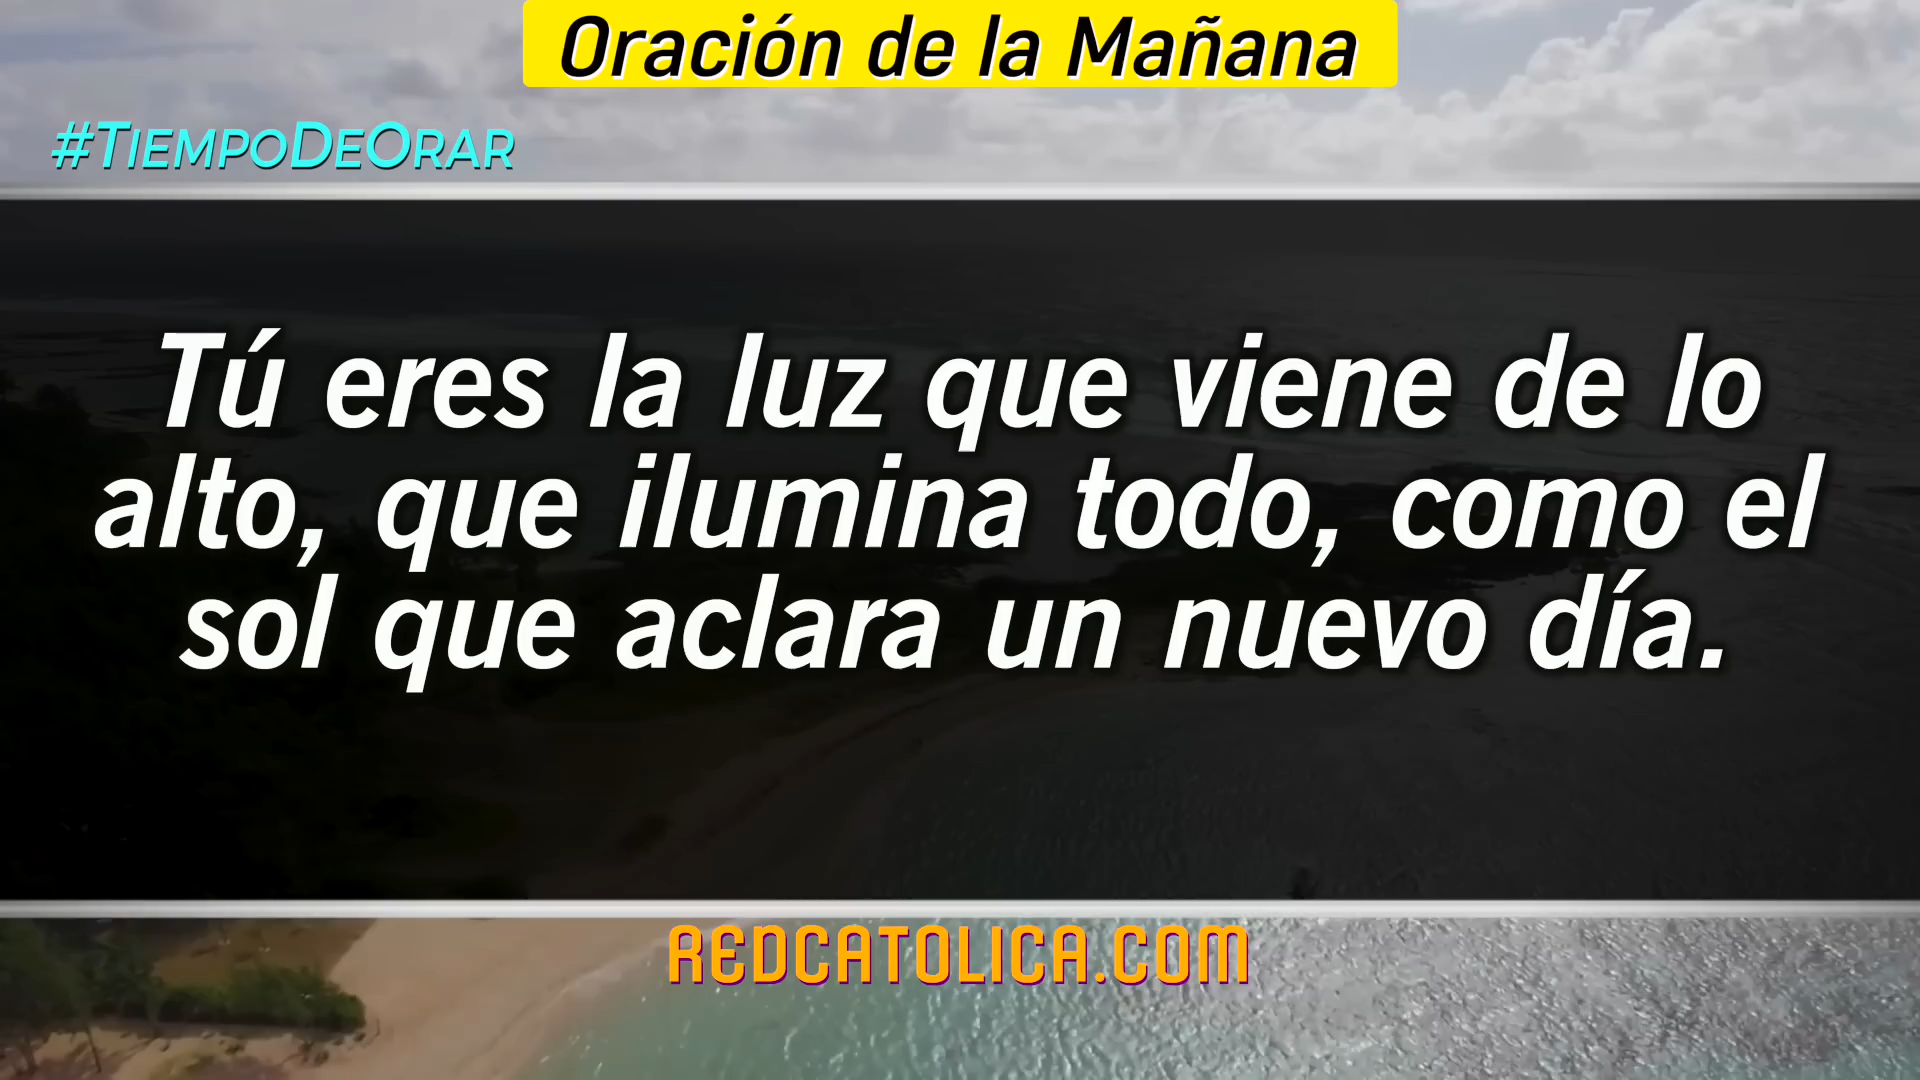 Oración de la Mañana
#TiempoDeOrar
Tú eres la luz que viene de lo
alto, que ilumina todo, como el
sol que aclara un nuevo día.
REDCATOLICA.COM